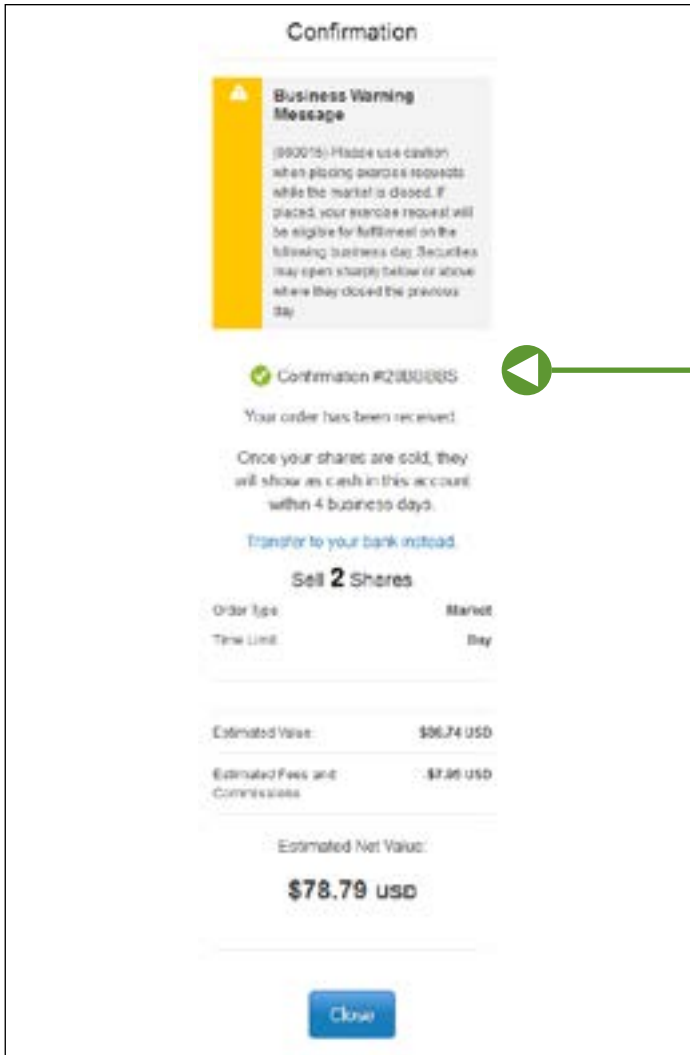 Confirmation
Business Warning
Message
Please use caution
when placing exercise requests
while the market is closed. If
placed, your exercise request will
be eligible for fulfillment on the
following business day. Securities
may open sharply below or above
where they closed the previous
day.
Confirmation
Your order has been received.
Once your shares are sold, they
will show as cash in this account
within 4 business days.
Transfer to your bank instead.
Sell 2 Shares
Order Type Market
Time Limit Day
Estimated Value: $86.74 USD
Estimated Fees and -$7.95 USD
Commissions
Estimated Net Value:
$78.79 USD
Close